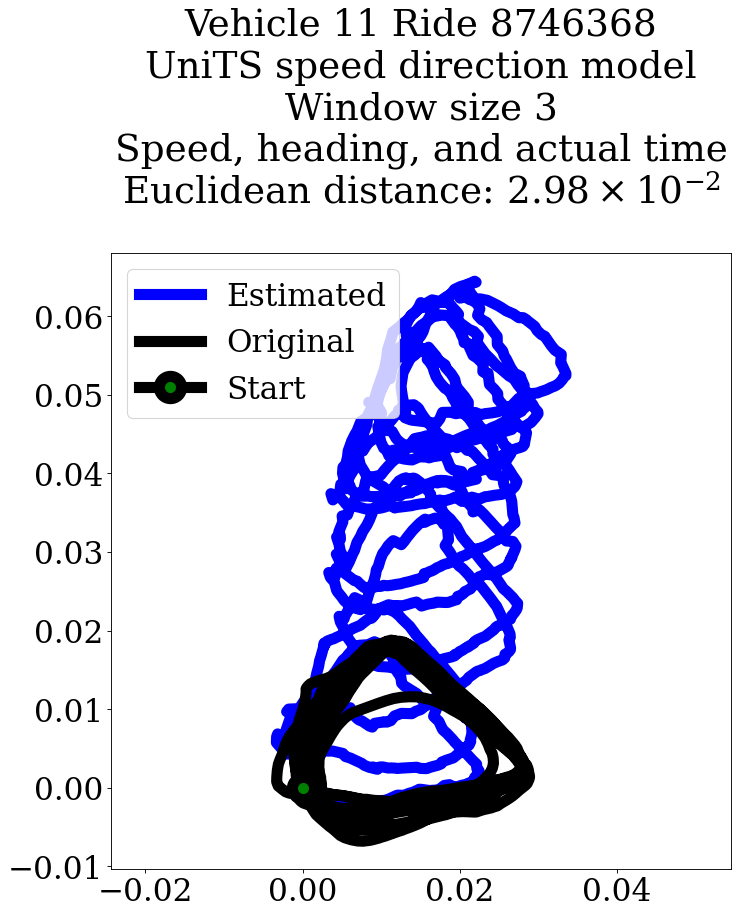 Vehicle 11 Ride 8746368
UniTS speed direction model
Window size 3
Speed, heading, and actual time
Euclidean distance: 2.98 × 10⁻²
Estimated
Original
Start
0.06
0.05
0.04
0.03
0.02
0.01
0.00
−0.01
−0.02 0.00 0.02 0.04